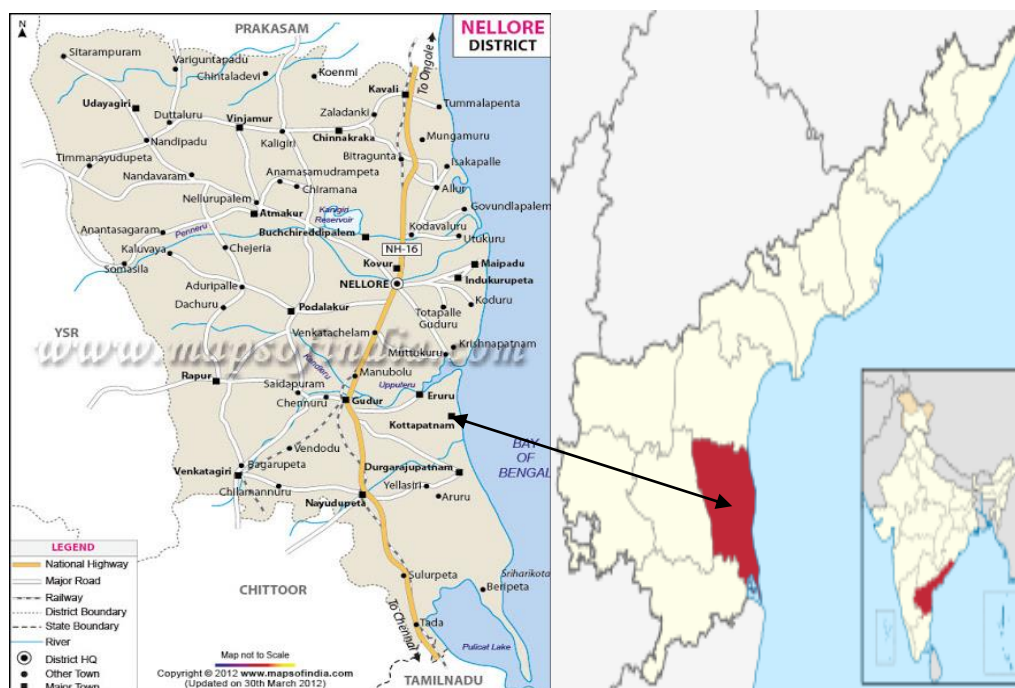 N
PRAKASAM
NELLORE
DISTRICT
Sitarampuram
Variguntapadu
Chintaladevi
Koenmi
To Ongole
Kavali
Udayagiri
Zaladanki
Tummalapenta
Duttaluru
Vinjamur
Chinnakraka
Mungamuru
Nandipadu
Kaligiri
Bitragunta
Isakapalle
Timmanayudupeta
Nandavaram
Anamasamudrampeta
Chiramana
Allur
Nellurupalem
Govundlapalem
Atmakur
Kanigiri
Reservoir
Anantasagaram
Penneru
Buchchireddipalem
Kodavaluru
Utukuru
Kaluvaya
Chejeria
NH-16
Somasila
Kovur
Maipadu
Indukurupeta
Aduripalle
NELLORE
Dachuru
Podalakur
Totapalle
Guduru
Koduru
YSR
Venkatachelam
Krishnapatnam
www.mapsofindia.com
Muttukuru
Kandleru
Rapur
Manubolu
Saidapuram
Upputeru
Chennuru
Gudur
Eruru
Kottapatnam
BAY
OF
BENGAL
Vendodu
Bagarupeta
Durgarajupatnam
Venkatagiri
Yellasiri
Chilamannuru
Nayudupeta
Aruru
CHITTOOR
Sulurpeta
Sriharikota
Beripeta
Tada
To Chennai
Pulicat Lake
TAMILNADU
LEGEND
National Highway
Major Road
Railway
District Boundary
State Boundary
River
District HQ
Other Town
Major Town
Map not to Scale
Copyright © 2012 www.mapsofindia.com
(Updated on 30th March 2012)